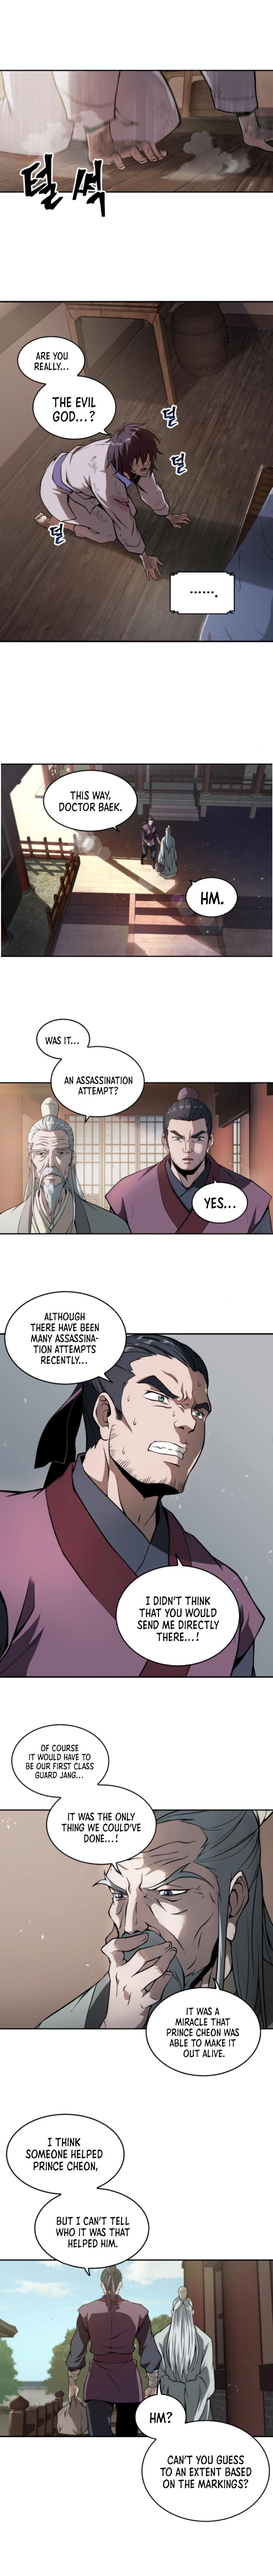 털썩
ARE YOU
REALLY...
THE EVIL
GOD...?
덜
덜
덜
.......
THIS WAY,
DOCTOR BAEK.
HM.
WAS IT...
AN ASSASSINATION
ATTEMPT?
YES...
ALTHOUGH
THERE HAVE BEEN
MANY ASSASSINA-
TION ATTEMPTS
RECENTLY...
I DIDN'T THINK
THAT YOU WOULD
SEND ME DIRECTLY
THERE...!
OF COURSE
IT WOULD HAVE TO
BE OUR FIRST CLASS
GUARD JANG...
IT WAS THE ONLY
THING WE COULD'VE
DONE...!
IT WAS A
MIRACLE THAT
PRINCE CHEON WAS
ABLE TO MAKE IT
OUT ALIVE.
I THINK
SOMEONE HELPED
PRINCE CHEON,
BUT I CAN'T TELL
WHO IT WAS THAT
HELPED HIM.
HM?
CAN'T YOU GUESS
TO AN EXTENT BASED
ON THE MARKINGS?